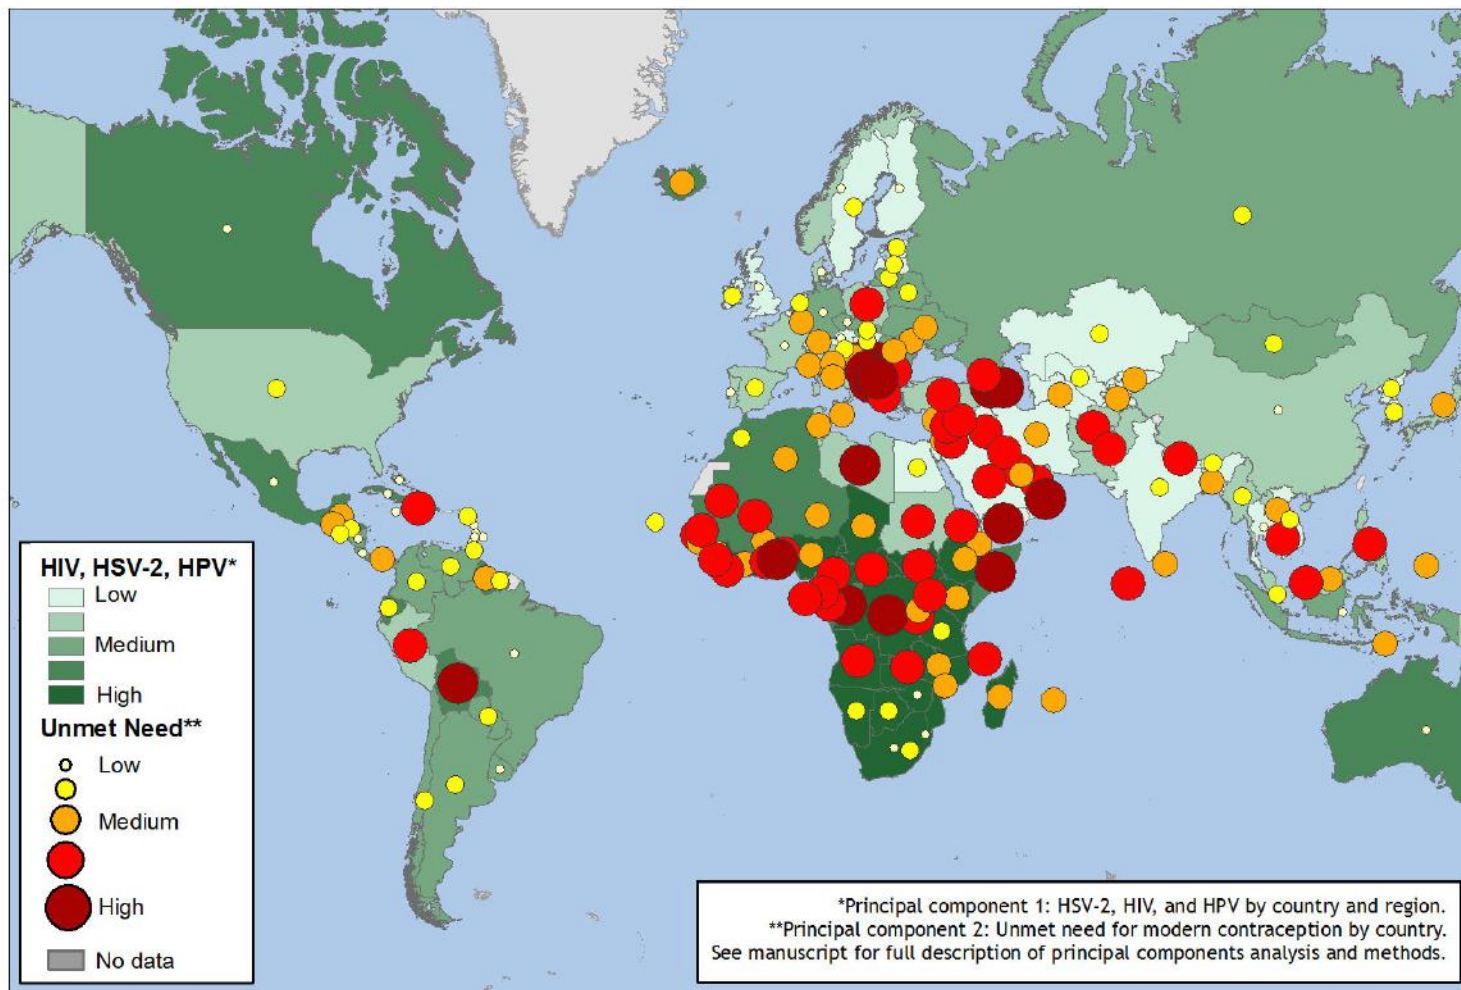 HIV, HSV-2, HPV*
Low
Medium
High
Unmet Need**
Low
Medium
High
No data
*Principal component 1: HSV-2, HIV, and HPV by country and region.
**Principal component 2: Unmet need for modern contraception by country.
See manuscript for full description of principal components analysis and methods.